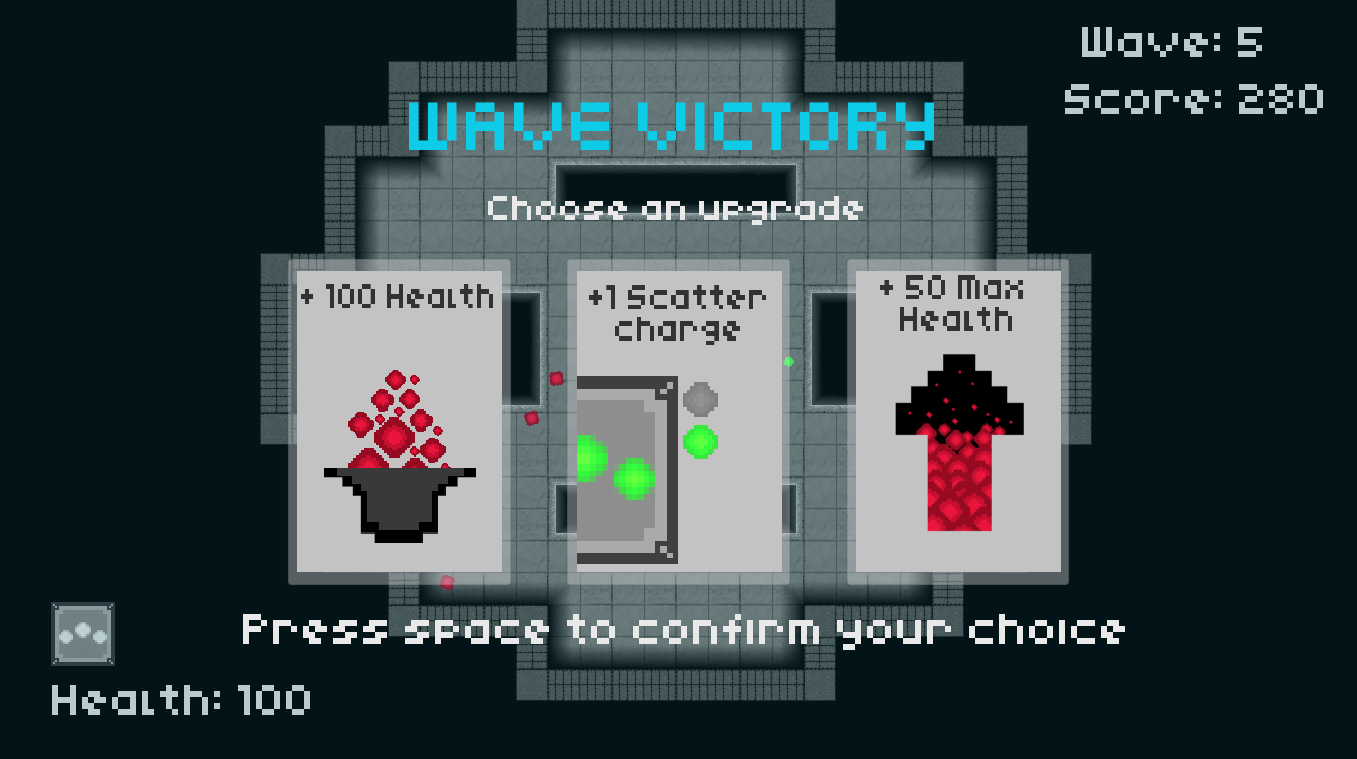 Wave: 5
Score: 280
WAVE VICTORY
Choose an upgrade
+ 100 Health
+1 Scatter
charge
+ 50 Max
Health
Press space to confirm your choice
Health: 100